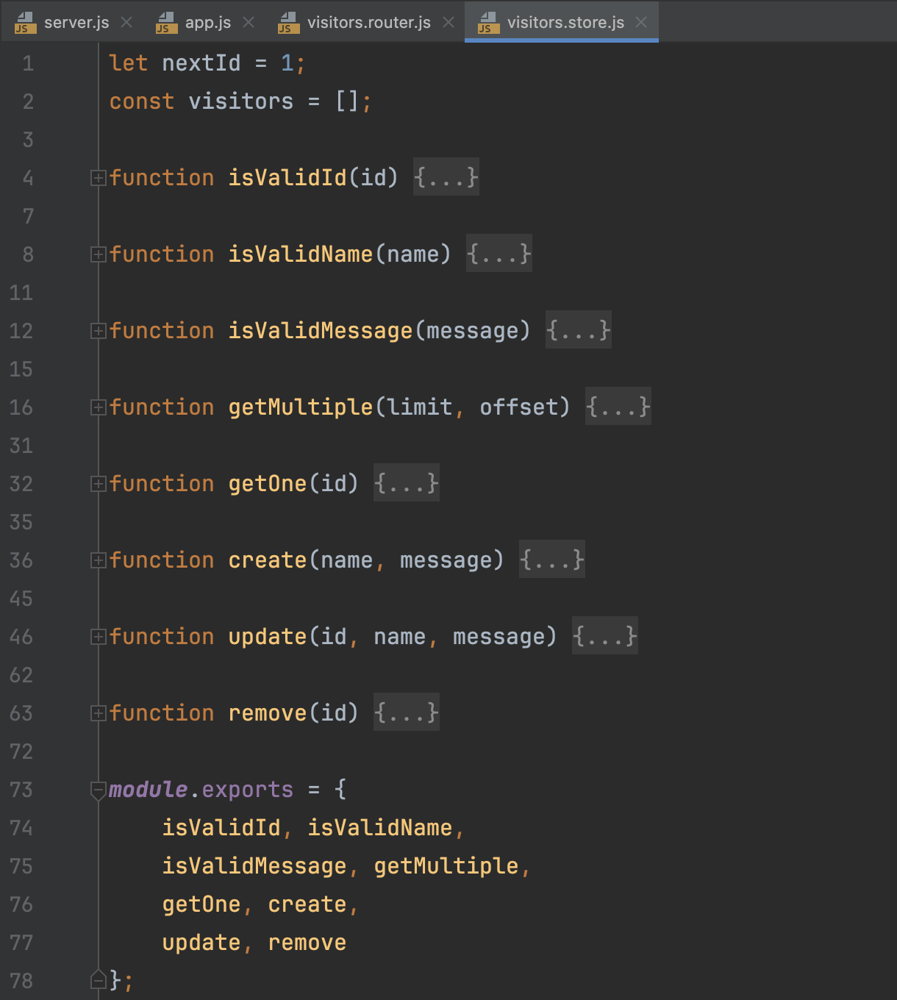 server.js app.js visitors.router.js visitors.store.js
1 let nextId = 1;
2 const visitors = [];
3
4 function isValidId(id) {...}
7
8 function isValidName(name) {...}
11
12 function isValidMessage(message) {...}
15
16 function getMultiple(limit, offset) {...}
31
32 function getOne(id) {...}
35
36 function create(name, message) {...}
45
46 function update(id, name, message) {...}
62
63 function remove(id) {...}
72
73 module.exports = {
74 isValidId, isValidName,
75 isValidMessage, getMultiple,
76 getOne, create,
77 update, remove
78 };